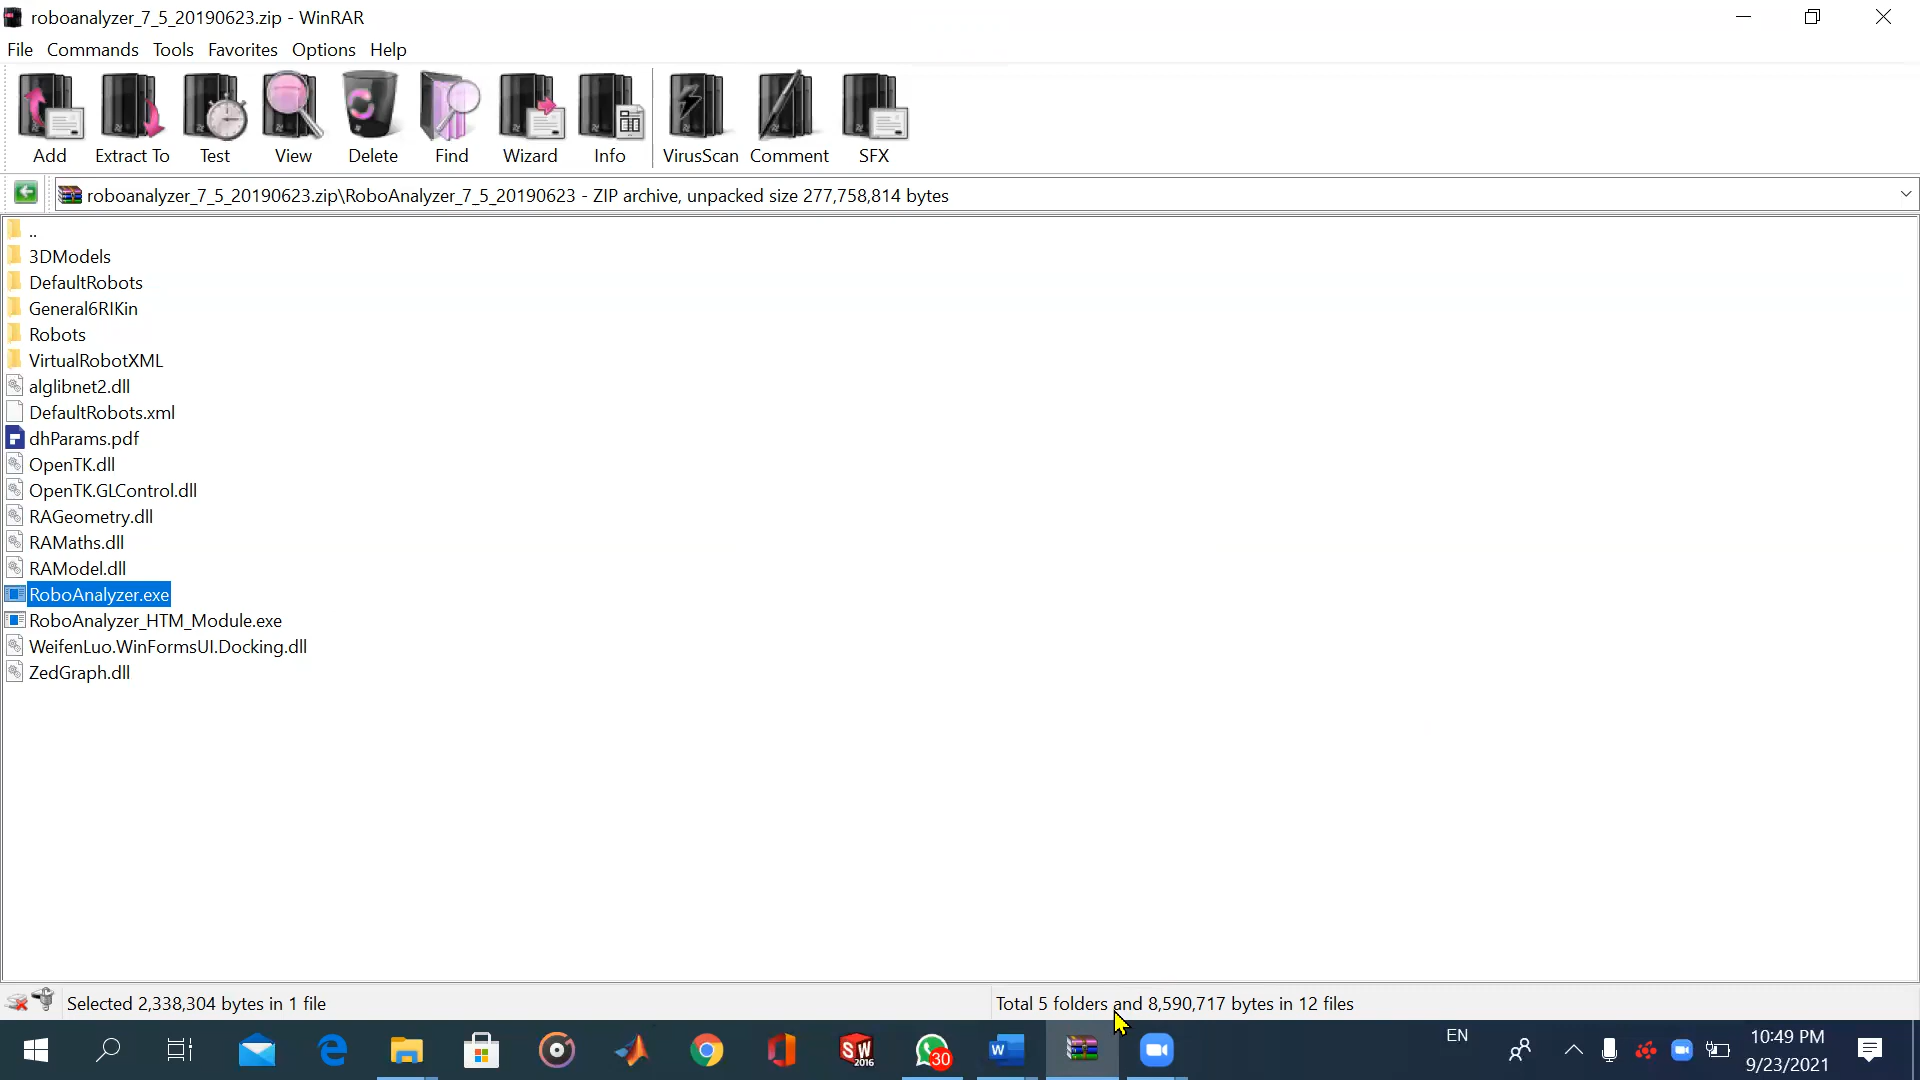 roboanalyzer_7_5_20190623.zip - WinRAR
File Commands Tools Favorites Options Help
Add Extract To Test View Delete Find Wizard Info VirusScan Comment SFX
roboanalyzer_7_5_20190623.zip\RoboAnalyzer_7_5_20190623 - ZIP archive, unpacked size 277,758,814 bytes
..
3DModels
DefaultRobots
General6RIKin
Robots
VirtualRobotXML
alglibnet2.dll
DefaultRobots.xml
dhParams.pdf
OpenTK.dll
OpenTK.GLControl.dll
RAGeometry.dll
RAMaths.dll
RAModel.dll
RoboAnalyzer.exe
RoboAnalyzer_HTM_Module.exe
WeifenLuo.WinFormsUI.Docking.dll
ZedGraph.dll
Selected 2,338,304 bytes in 1 file
Total 5 folders and 8,590,717 bytes in 12 files
SW 2016
30
W
EN
10:49 PM
9/23/2021